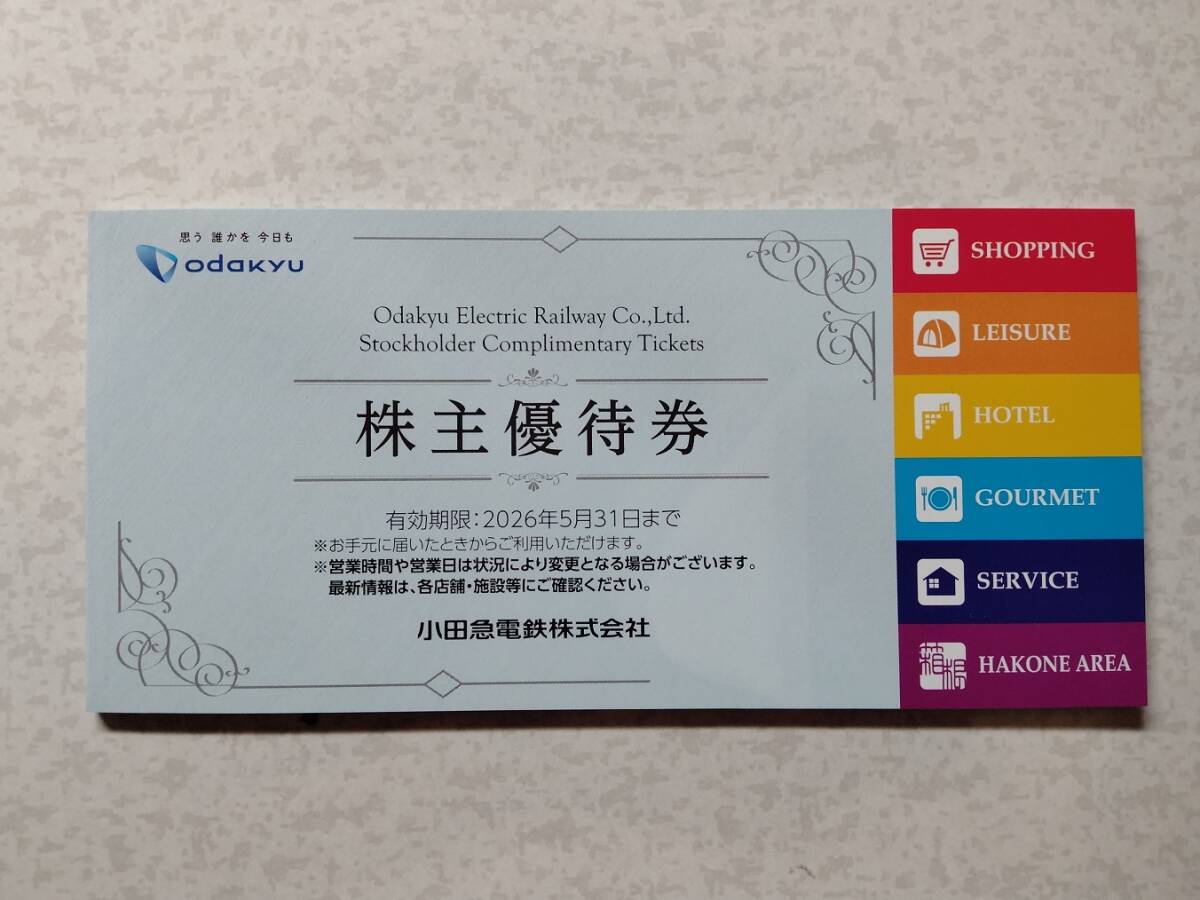 思う 誰かを 今日も
odakyu
Odakyu Electric Railway Co.,Ltd.
Stockholder Complimentary Tickets
株主優待券
有効期限：2026年5月31日まで
※お手元に届いたときからご利用いただけます。
※営業時間や営業日は状況により変更となる場合がございます。
最新情報は、各店舗・施設等にご確認ください。
小田急電鉄株式会社
SHOPPING
LEISURE
HOTEL
GOURMET
SERVICE
箱根
HAKONE AREA